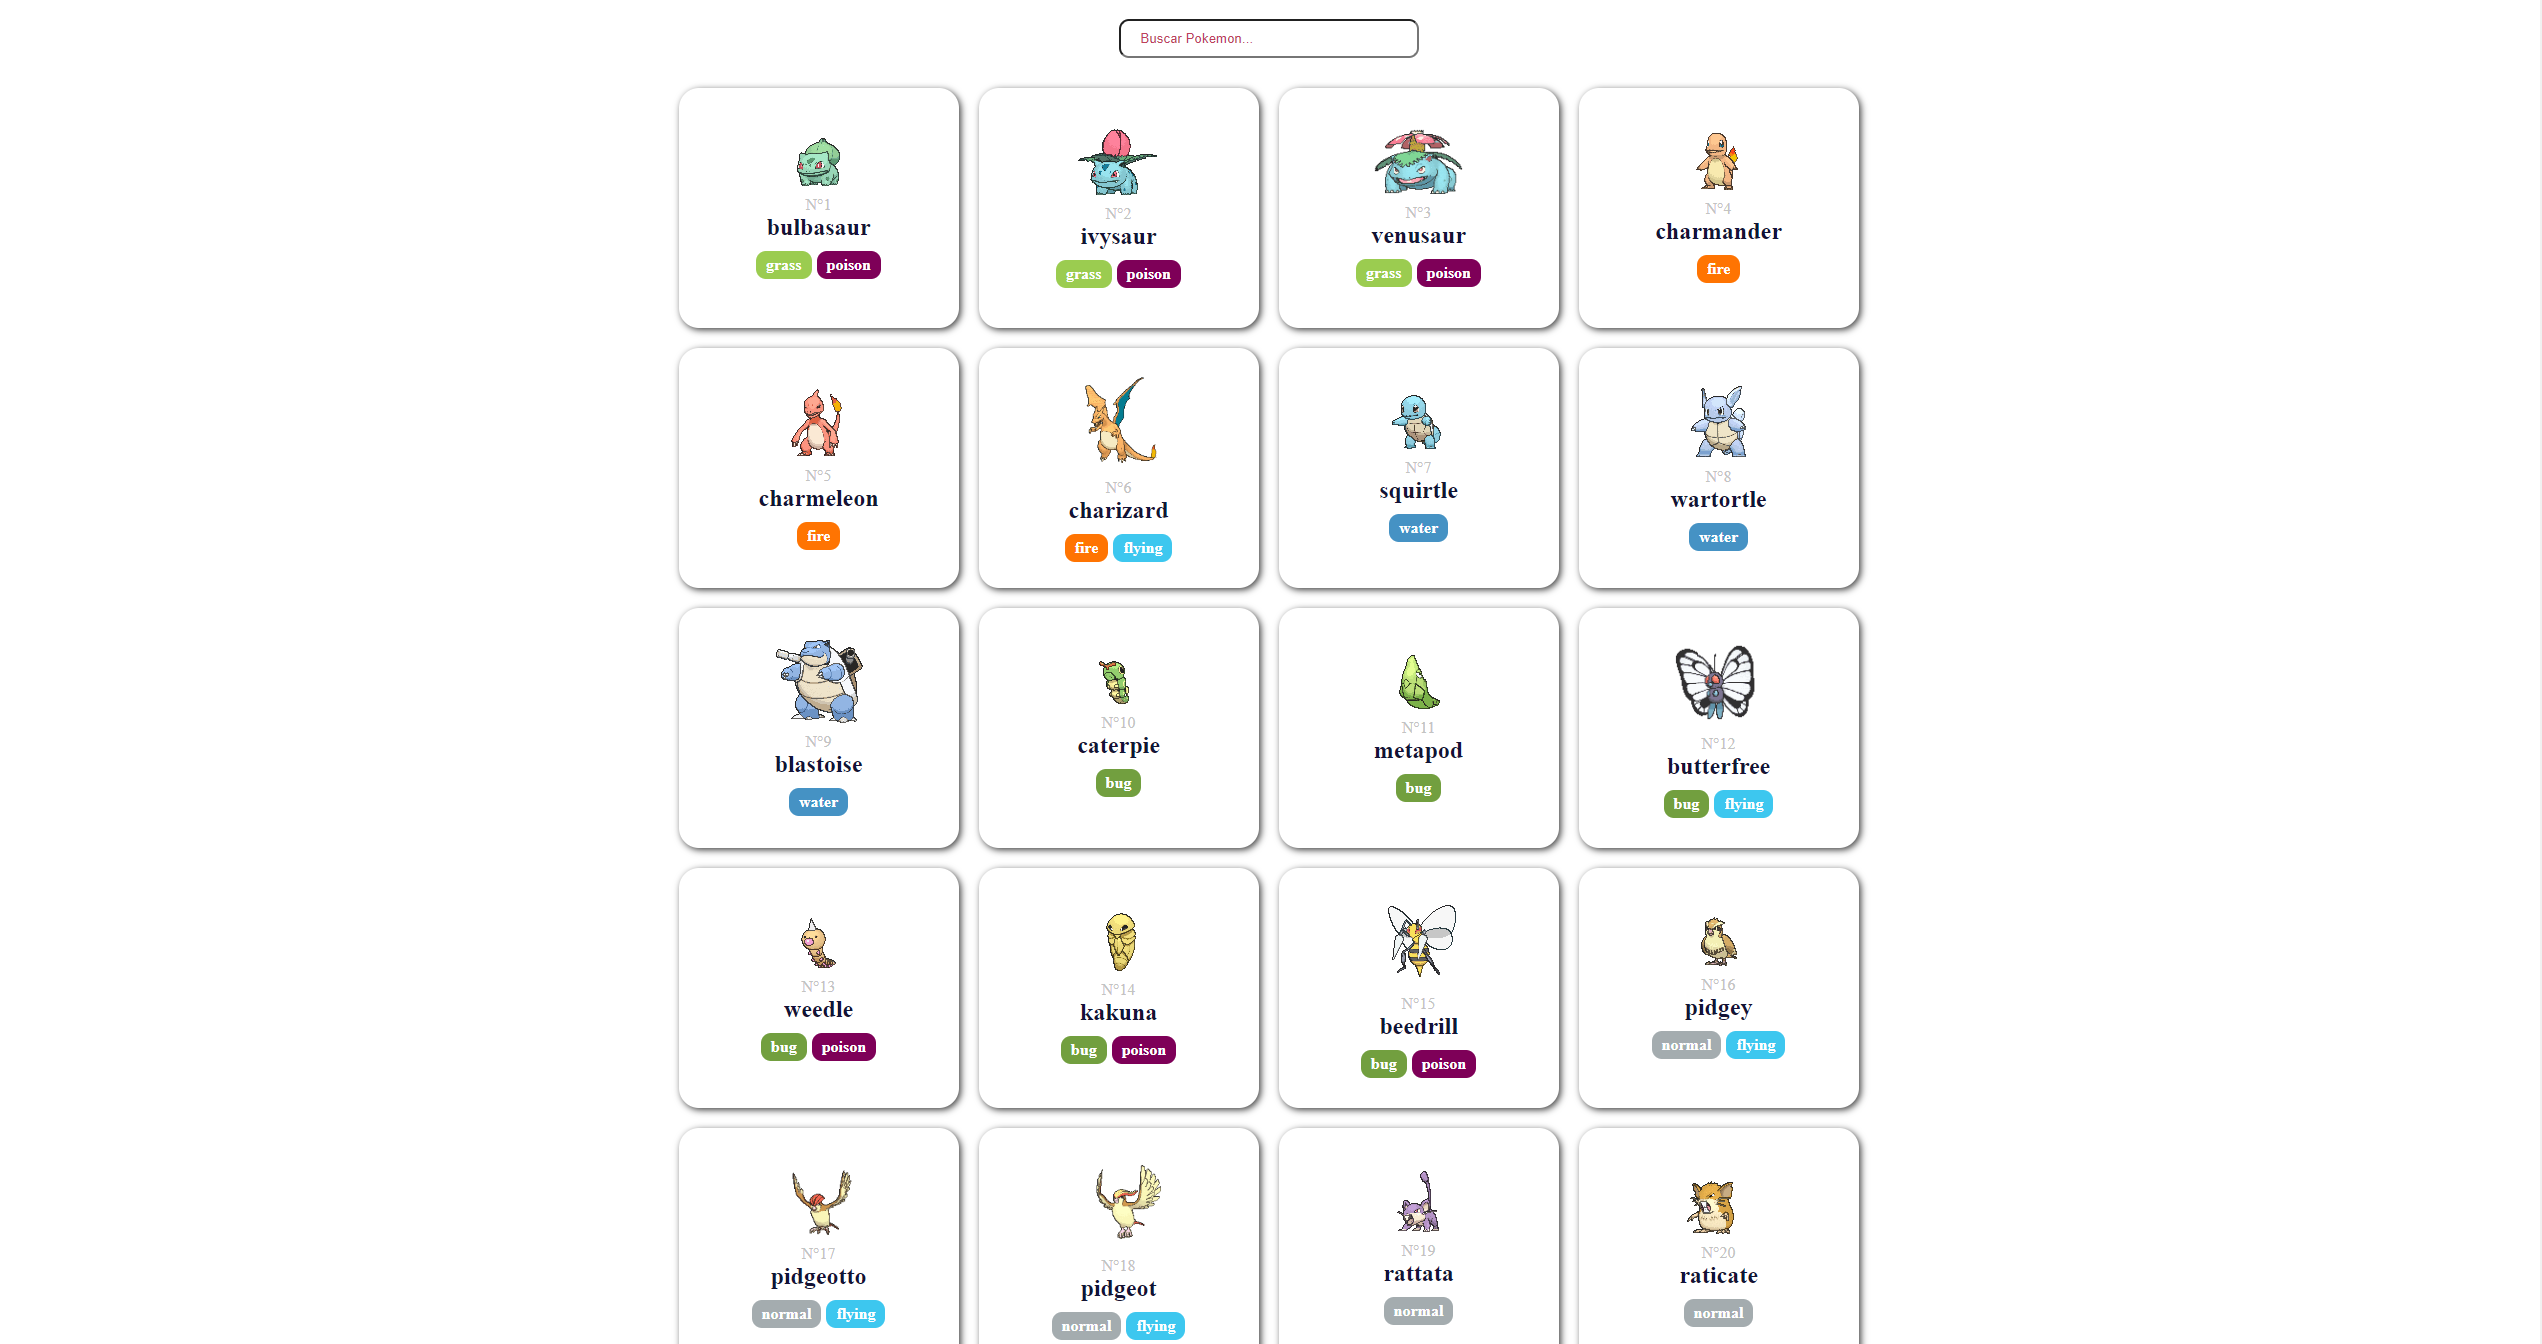 Buscar Pokemon...
N°1
bulbasaur
grass poison
N°2
ivysaur
grass poison
N°3
venusaur
grass poison
N°4
charmander
fire
N°5
charmeleon
fire
N°6
charizard
fire flying
N°7
squirtle
water
N°8
wartortle
water
N°9
blastoise
water
N°10
caterpie
bug
N°11
metapod
bug
N°12
butterfree
bug flying
N°13
weedle
bug poison
N°14
kakuna
bug poison
N°15
beedrill
bug poison
N°16
pidgey
normal flying
N°17
pidgeotto
normal flying
N°18
pidgeot
normal flying
N°19
rattata
normal
N°20
raticate
normal